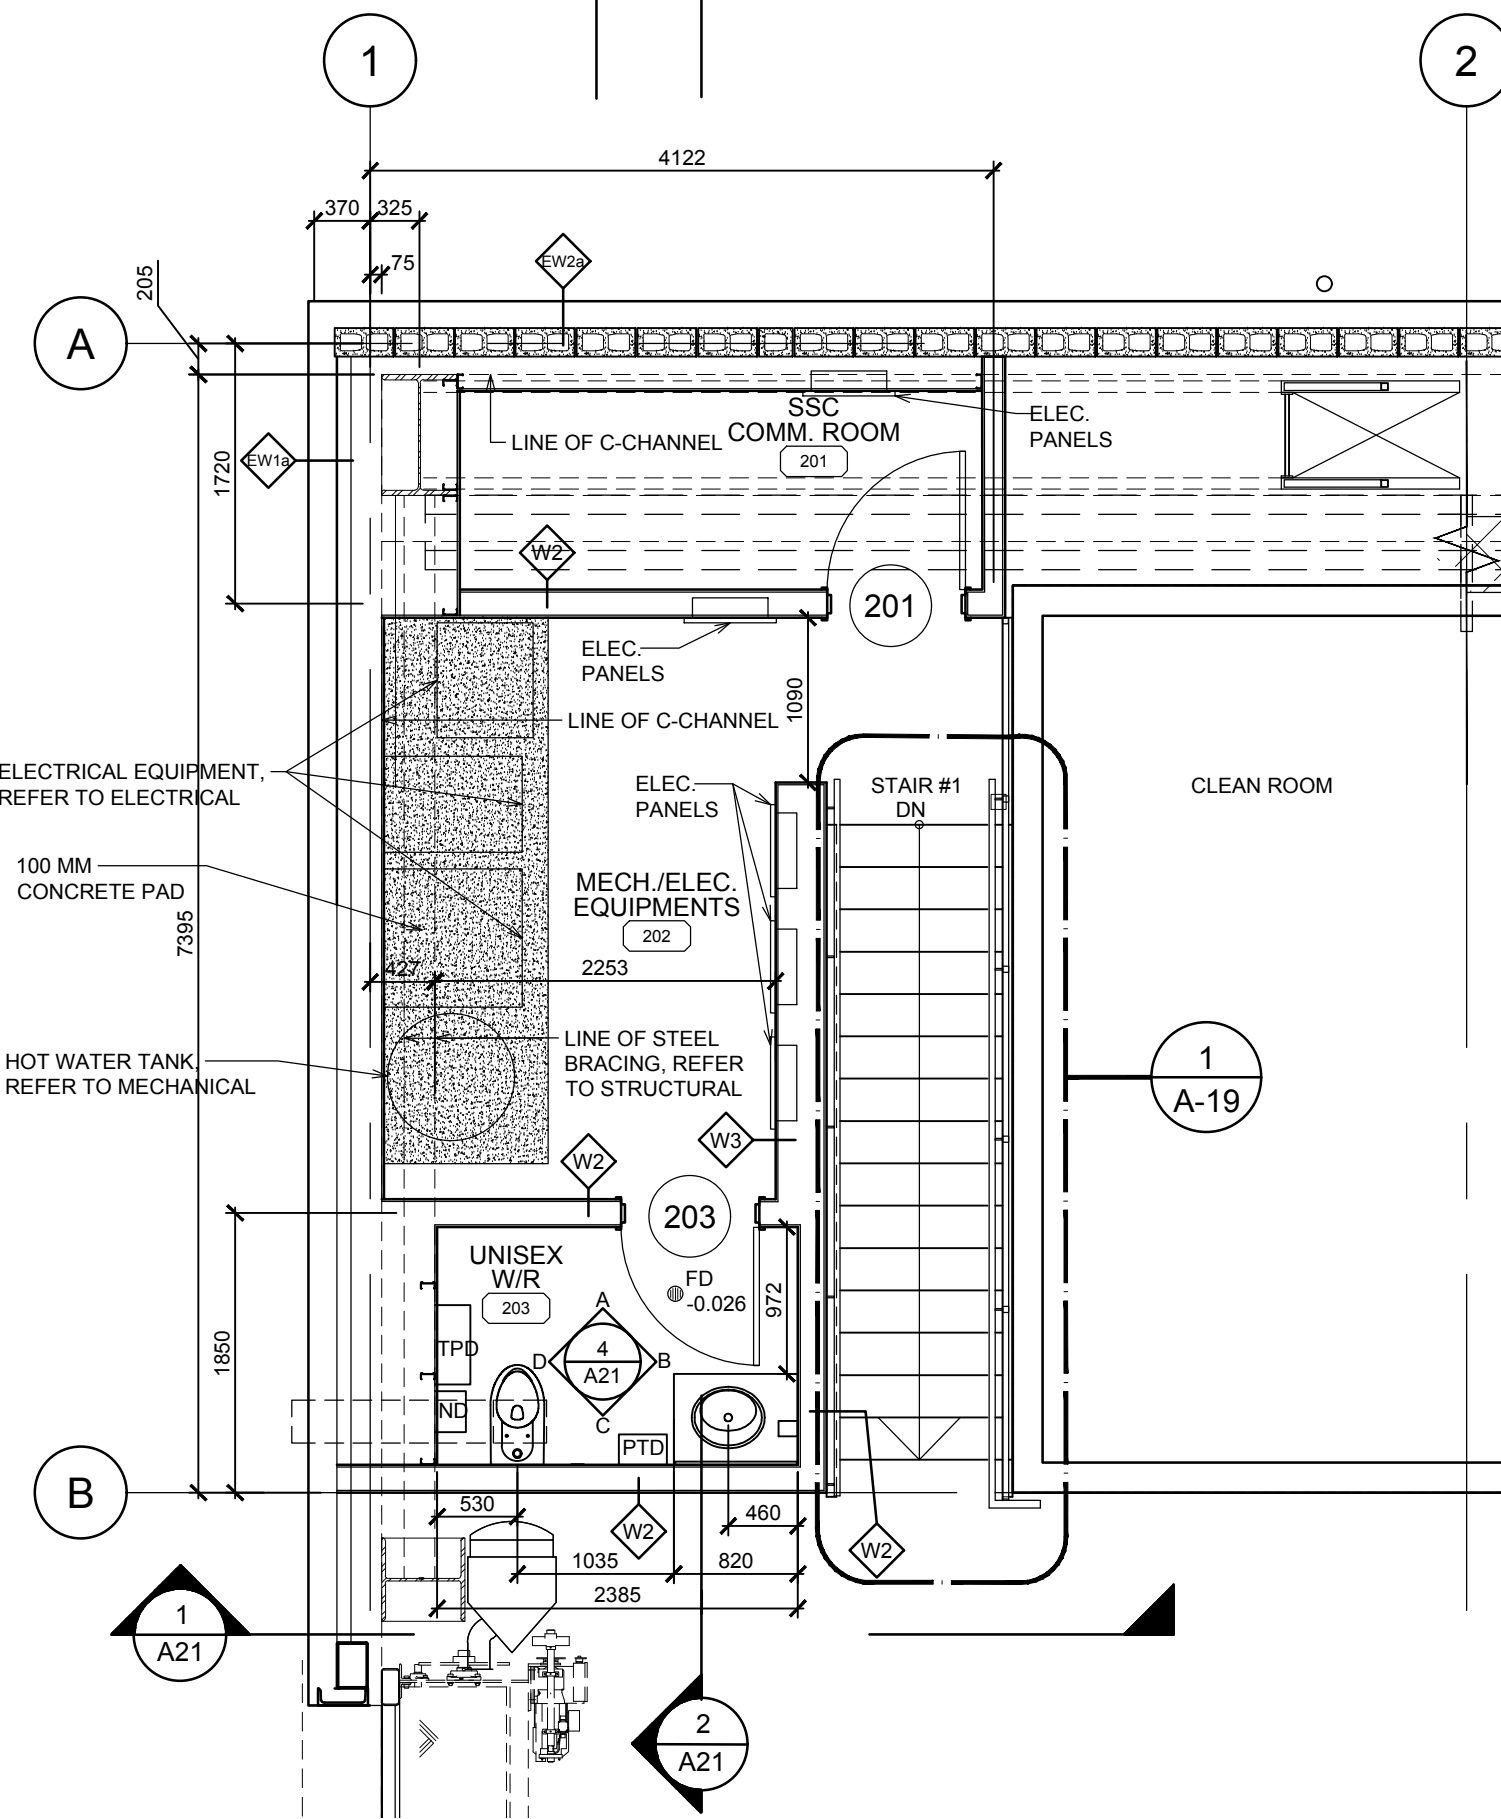 1
2
4122
370
325
75
205
EW2a
A
SSC
COMM. ROOM
201
ELEC.
PANELS
LINE OF C-CHANNEL
EW1a
1720
W2
201
ELEC.
PANELS
1090
LINE OF C-CHANNEL
ELECTRICAL EQUIPMENT,
REFER TO ELECTRICAL
ELEC.
PANELS
STAIR #1
DN
CLEAN ROOM
100 MM
CONCRETE PAD
7395
MECH./ELEC.
EQUIPMENTS
202
427
2253
HOT WATER TANK,
REFER TO MECHANICAL
LINE OF STEEL
BRACING, REFER
TO STRUCTURAL
1
A-19
W3
W2
203
UNISEX
W/R
203
FD
-0.026
972
1850
TPD
A
D
4
A21
B
C
ND
PTD
B
530
460
W2
W2
1035
820
2385
1
A21
2
A21